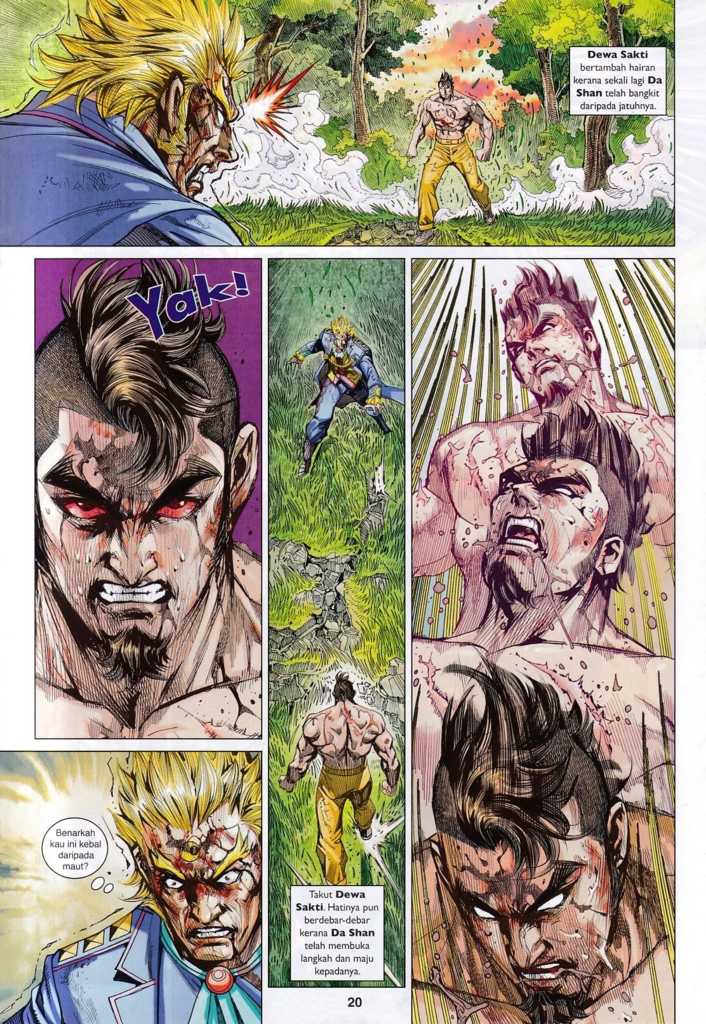 Dewa Sakti
bertambah hairan
kerana sekali lagi Da
Shan telah bangkit
daripada jatuhnya.
Yak!
Benarkah
kau ini kebal
daripada
maut?
Takut Dewa
Sakti. Hatinya pun
berdebar-debar
kerana Da Shan
telah membuka
langkah dan maju
kepadanya.
20